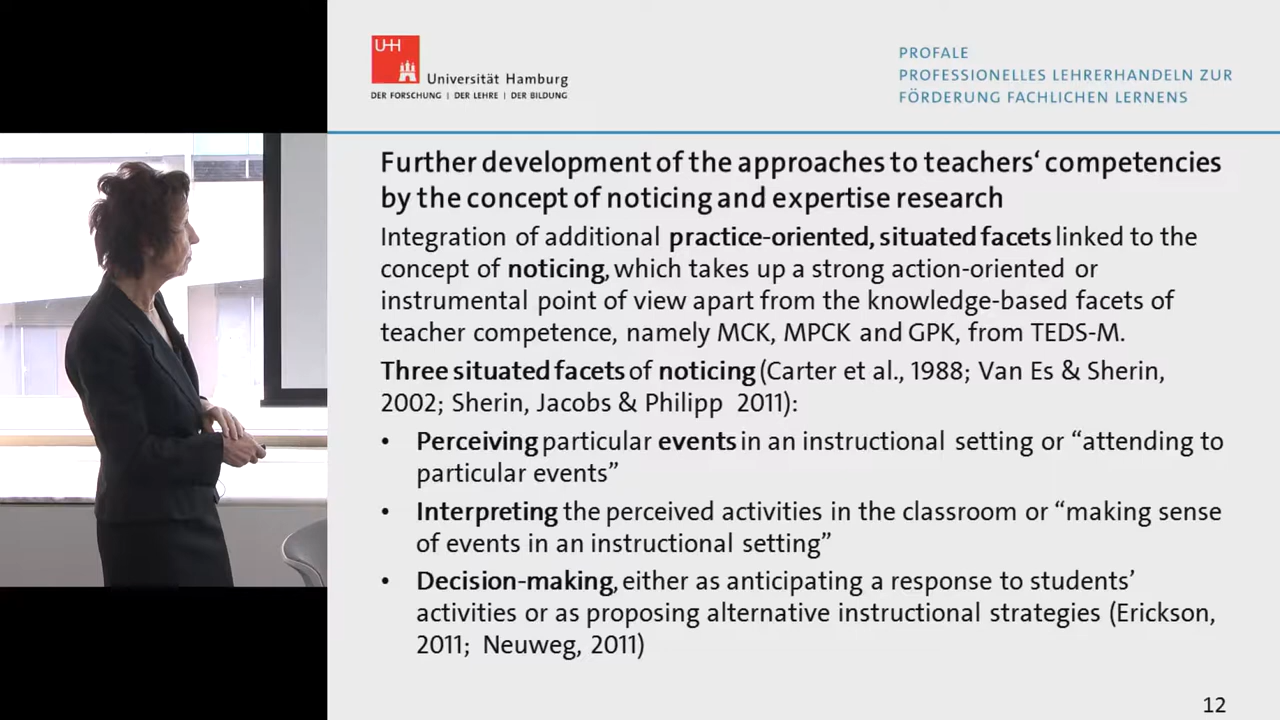 UHH
Universität Hamburg
DER FORSCHUNG | DER LEHRE | DER BILDUNG
PROFALE
PROFESSIONELLES LEHRERHANDELN ZUR
FÖRDERUNG FACHLICHEN LERNENS
Further development of the approaches to teachers‘ competencies
by the concept of noticing and expertise research
Integration of additional practice-oriented, situated facets linked to the
concept of noticing, which takes up a strong action-oriented or
instrumental point of view apart from the knowledge-based facets of
teacher competence, namely MCK, MPCK and GPK, from TEDS-M.
Three situated facets of noticing (Carter et al., 1988; Van Es & Sherin,
2002; Sherin, Jacobs & Philipp 2011):
• Perceiving particular events in an instructional setting or “attending to
particular events”
• Interpreting the perceived activities in the classroom or “making sense
of events in an instructional setting”
• Decision-making, either as anticipating a response to students’
activities or as proposing alternative instructional strategies (Erickson,
2011; Neuweg, 2011)
12